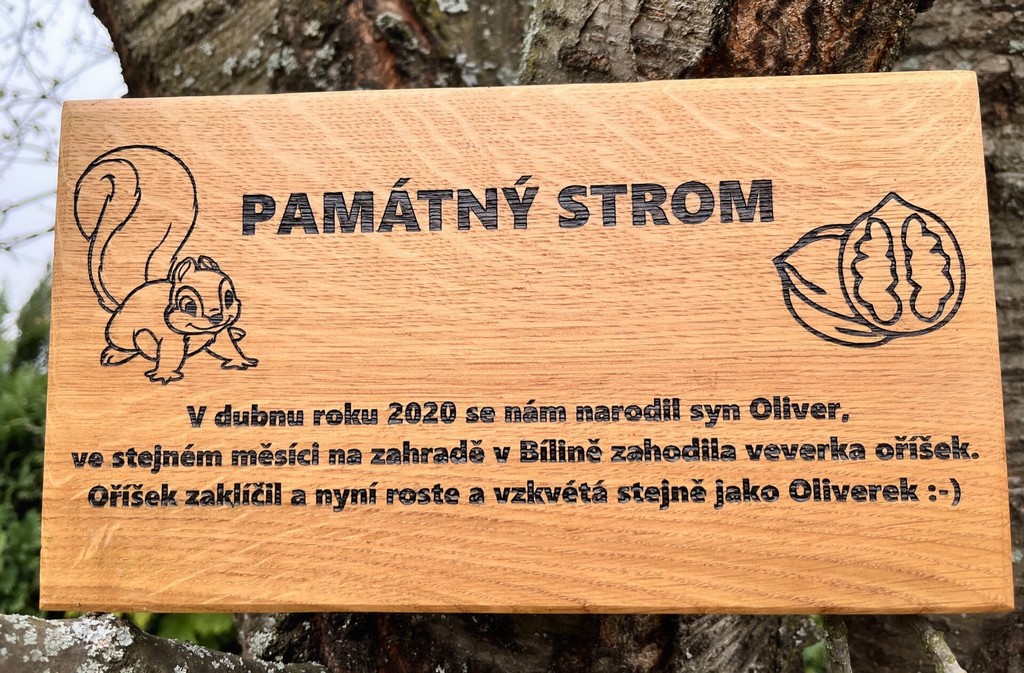 PAMÁTNÝ STROM
V dubnu roku 2020 se nám narodil syn Oliver,
ve stejném měsíci na zahradě v Bílině zahodila veverka oříšek.
Oříšek zaklíčil a nyní roste a vzkvétá stejně jako Oliverek :-)